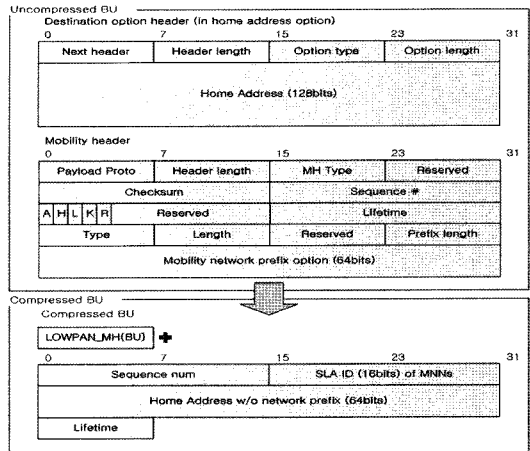 Uncompressed BU
Destination option header (in home address option)
0 7 15 23 31
Next header Header length Option type Option length
Home Address (128bits)
Mobility header
0 7 15 23 31
Payload Proto Header length MH Type Reserved
Checksum Sequence #
A H L K R Reserved Lifetime
Type Length Reserved Prefix length
Mobility network prefix option (64bits)
Compressed BU
Compressed BU
LOWPAN_MH(BU) +
0 7 15 23 31
Sequence num SLA ID (16bits) of MNNs
Home Address w/o network prefix (64bits)
Lifetime